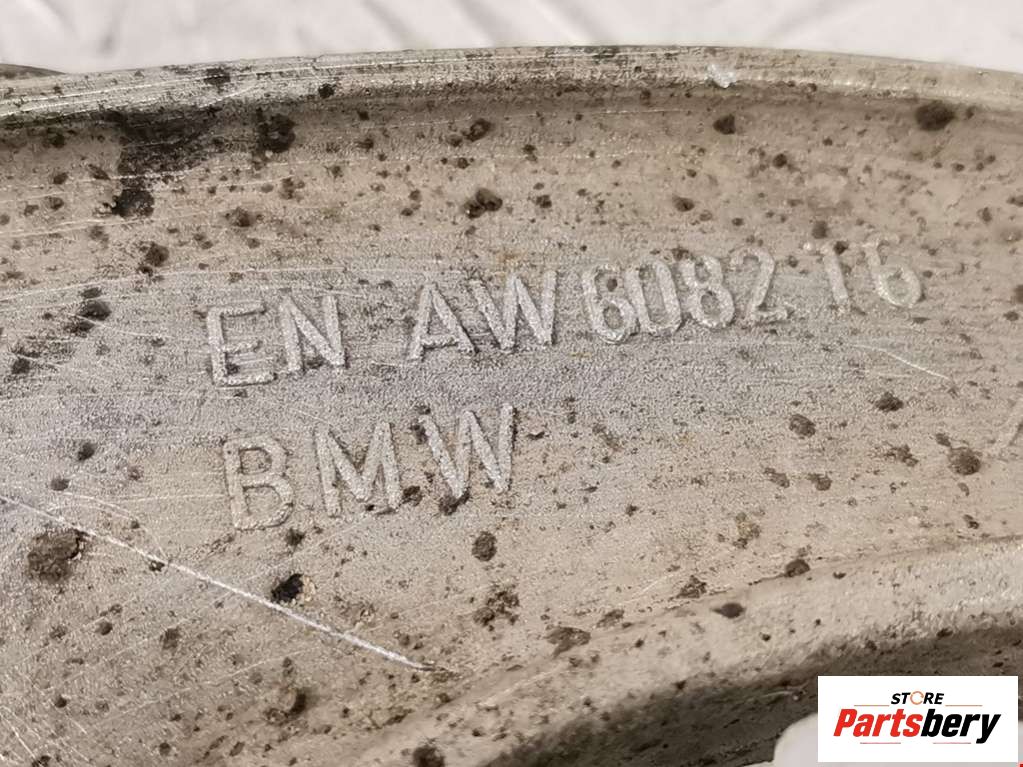 EN AW 6082 T6
BMW
STORE
Partsbery